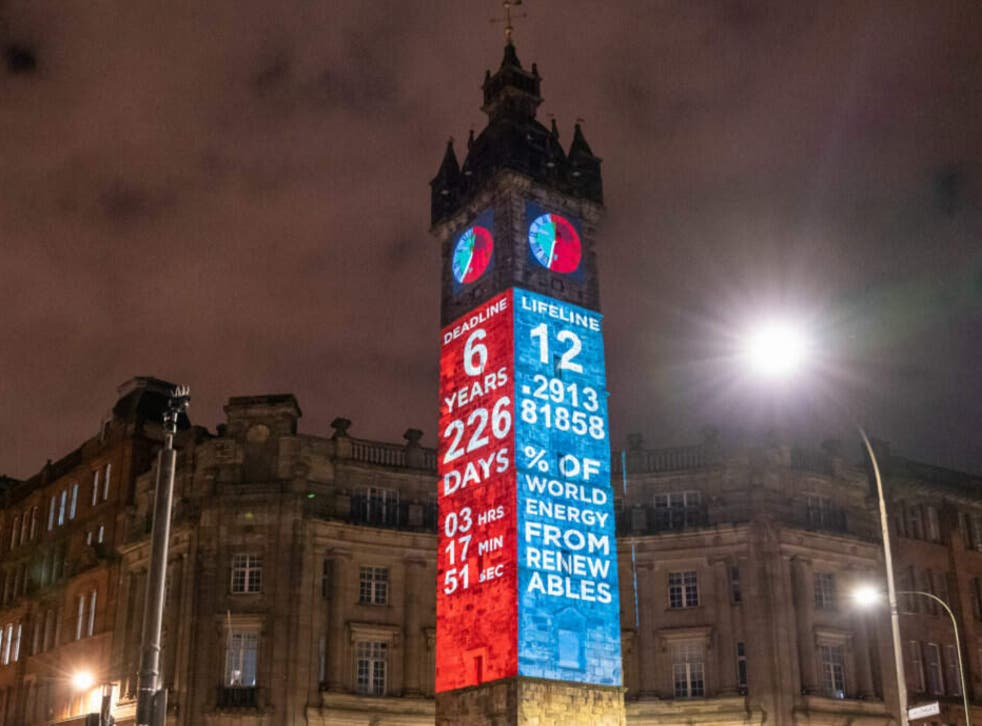 DEADLINE
6
YEARS
226
DAYS
03 HRS
17 MIN
51 SEC
LIFELINE
12
.2913
81858
% OF
WORLD
ENERGY
FROM
RENEW
ABLES